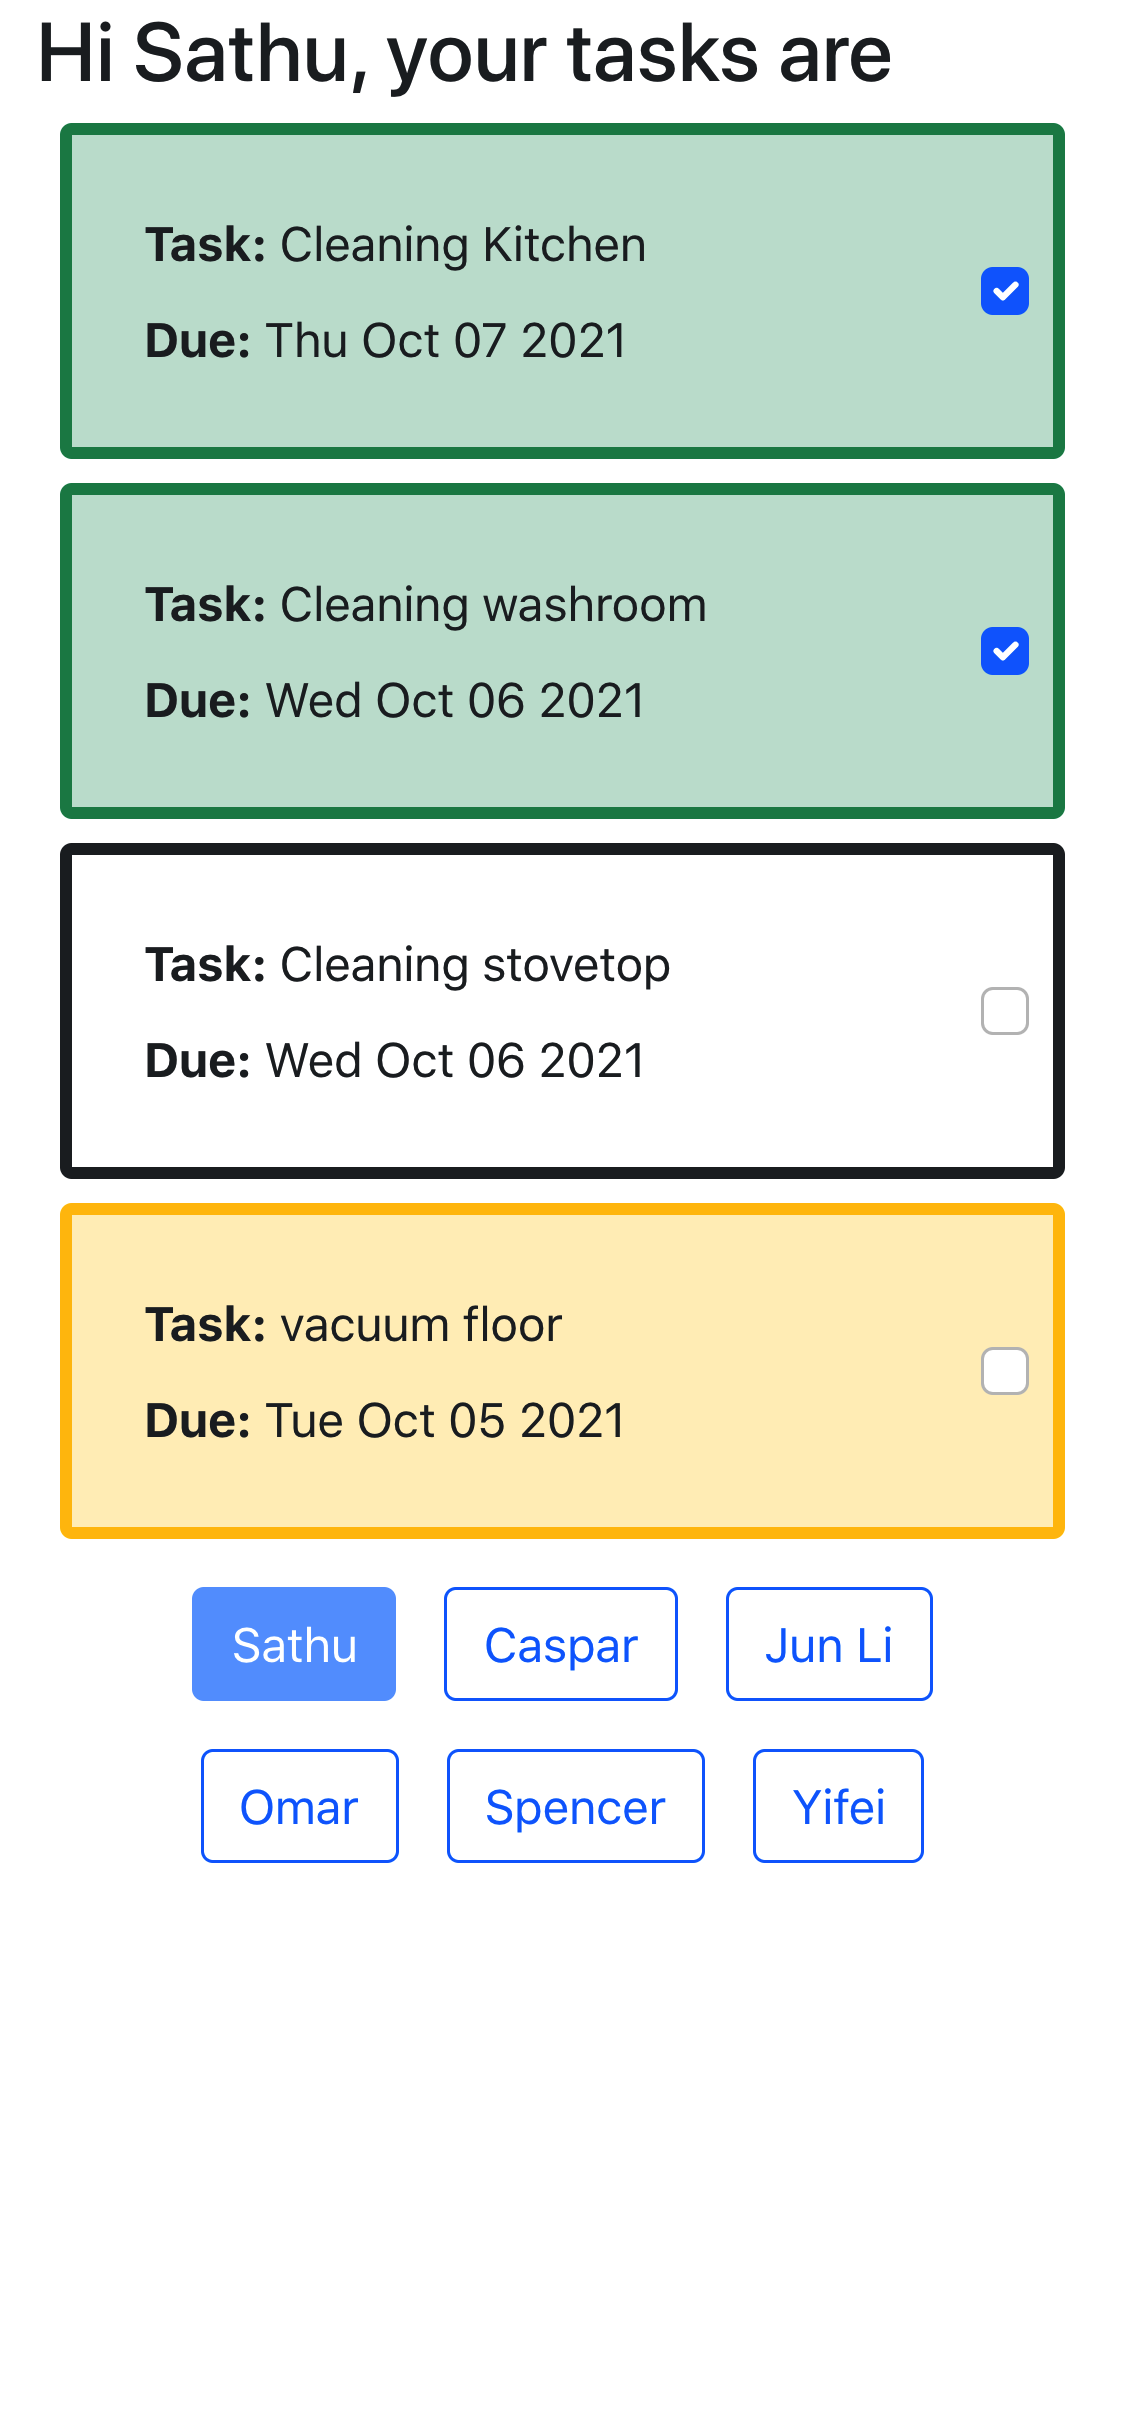 Hi Sathu, your tasks are
Task: Cleaning Kitchen
Due: Thu Oct 07 2021
Task: Cleaning washroom
Due: Wed Oct 06 2021
Task: Cleaning stovetop
Due: Wed Oct 06 2021
Task: vacuum floor
Due: Tue Oct 05 2021
Sathu Caspar Jun Li
Omar Spencer Yifei